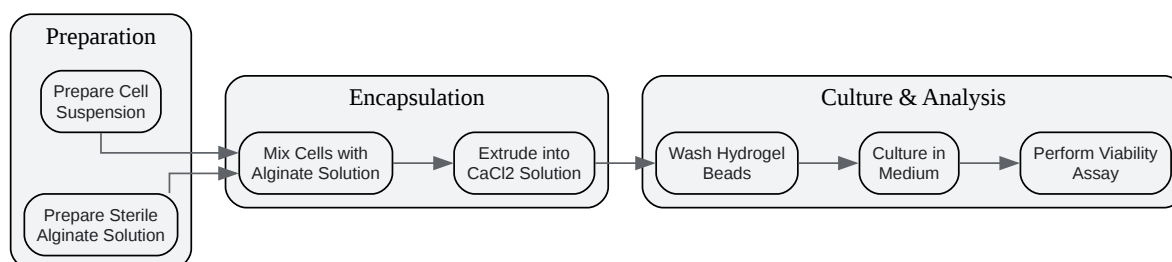 Preparation
Prepare Cell
Suspension
Prepare Sterile
Alginate Solution
Encapsulation
Mix Cells with
Alginate Solution
Extrude into
CaCl2 Solution
Culture & Analysis
Wash Hydrogel
Beads
Culture in
Medium
Perform Viability
Assay